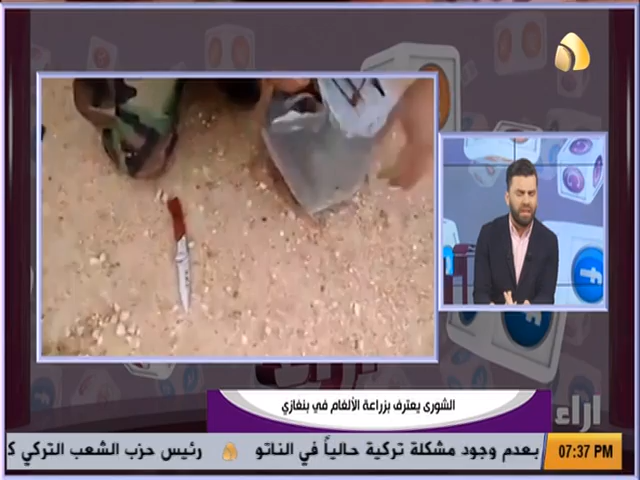 الشورى يعترف بزراعة الألغام في بنغازي
اراء
07:37 PM
بعدم وجود مشكلة تركية حالياً في الناتو
رئيس حزب الشعب التركي ك